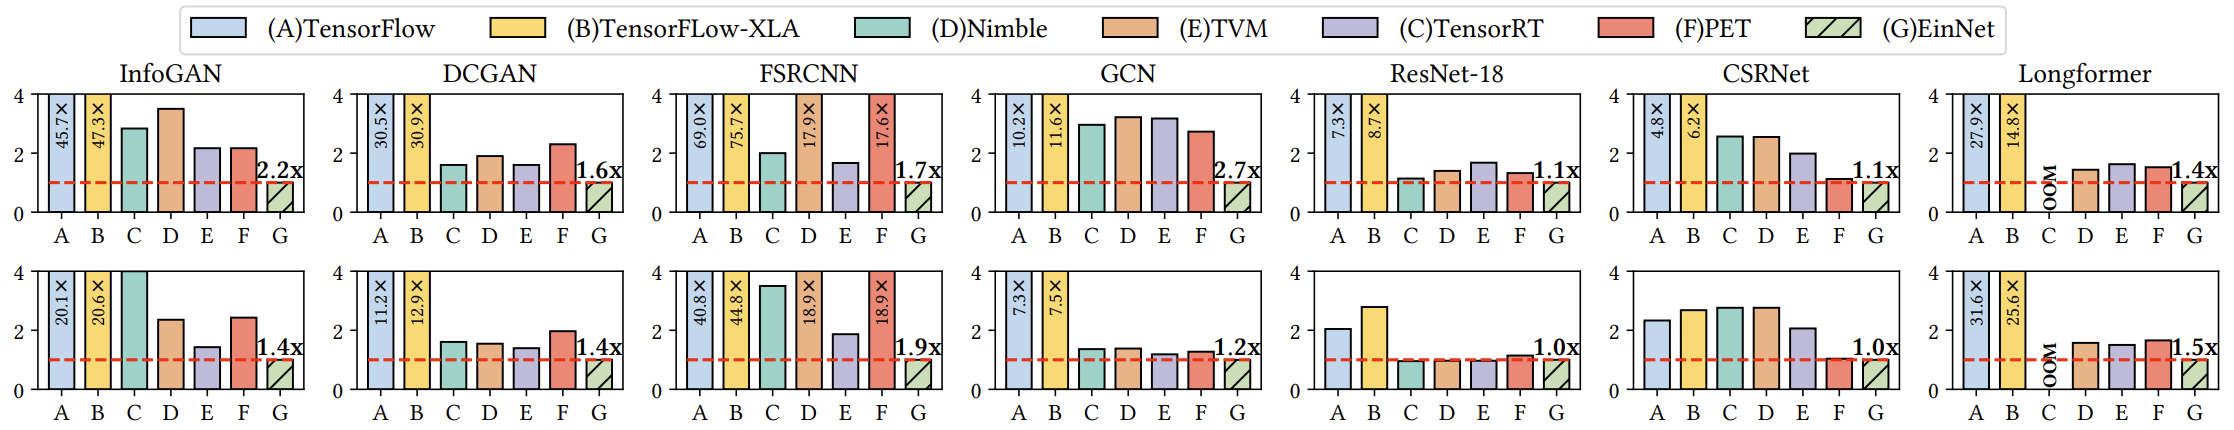 (A)TensorFlow (B)TensorFLow-XLA (D)Nimble (E)TVM (C)TensorRT (F)PET (G)EinNet
InfoGAN DCGAN FSRCNN GCN ResNet-18 CSRNet Longformer
4 2 0 45.7× 47.3× 2.2x
4 2 0 30.5× 30.9× 1.6x
4 2 0 69.0× 75.7× 47.9× 17.6× 1.7x
4 2 0 10.2× 11.6× 2.7x
4 2 0 7.3× 8.7× 1.1x
4 2 0 4.8× 6.2× 1.1x
4 2 0 27.9× 14.8× OOM 1.4x
A B C D E F G A B C D E F G A B C D E F G A B C D E F G A B C D E F G A B C D E F G A B C D E F G
4 2 0 20.1× 20.6× 1.4x
4 2 0 11.2× 12.9× 1.4x
4 2 0 40.8× 44.8× 18.9× 18.9× 1.9x
4 2 0 7.3× 7.5× 1.2x
4 2 0 1.0x
4 2 0 1.0x
4 2 0 31.6× 25.6× OOM 1.5x
A B C D E F G A B C D E F G A B C D E F G A B C D E F G A B C D E F G A B C D E F G A B C D E F G